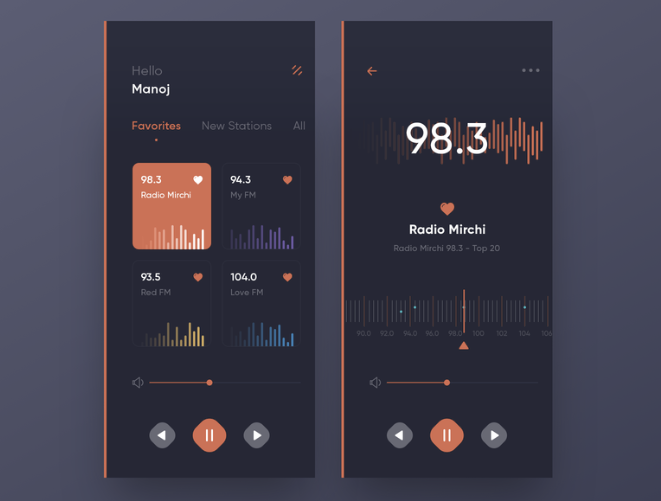 Hello
Manoj
Favorites New Stations All
98.3
Radio Mirchi
94.3
My FM
93.5
Red FM
104.0
Love FM
98.3
Radio Mirchi
Radio Mirchi 98.3 - Top 20
90.0 92.0 94.0 96.0 98.0 100 102 104 106